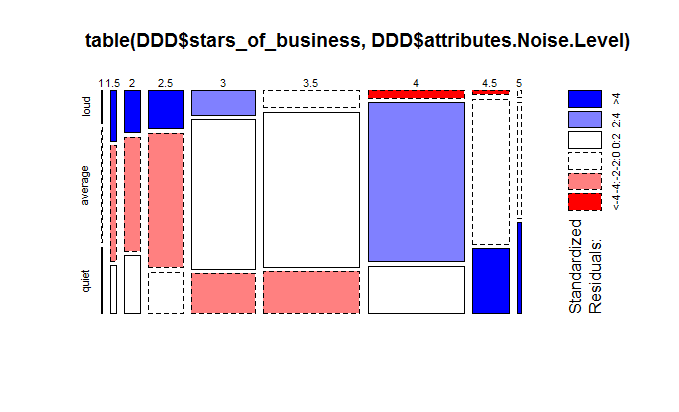 table(DDD$stars_of_business, DDD$attributes.Noise.Level)
1 1.5 2 2.5 3 3.5 4 4.5 5
loud
average
quiet
>4
2:4
0:2
-2:0
-4:-2
<-4
Standardized
Residuals: